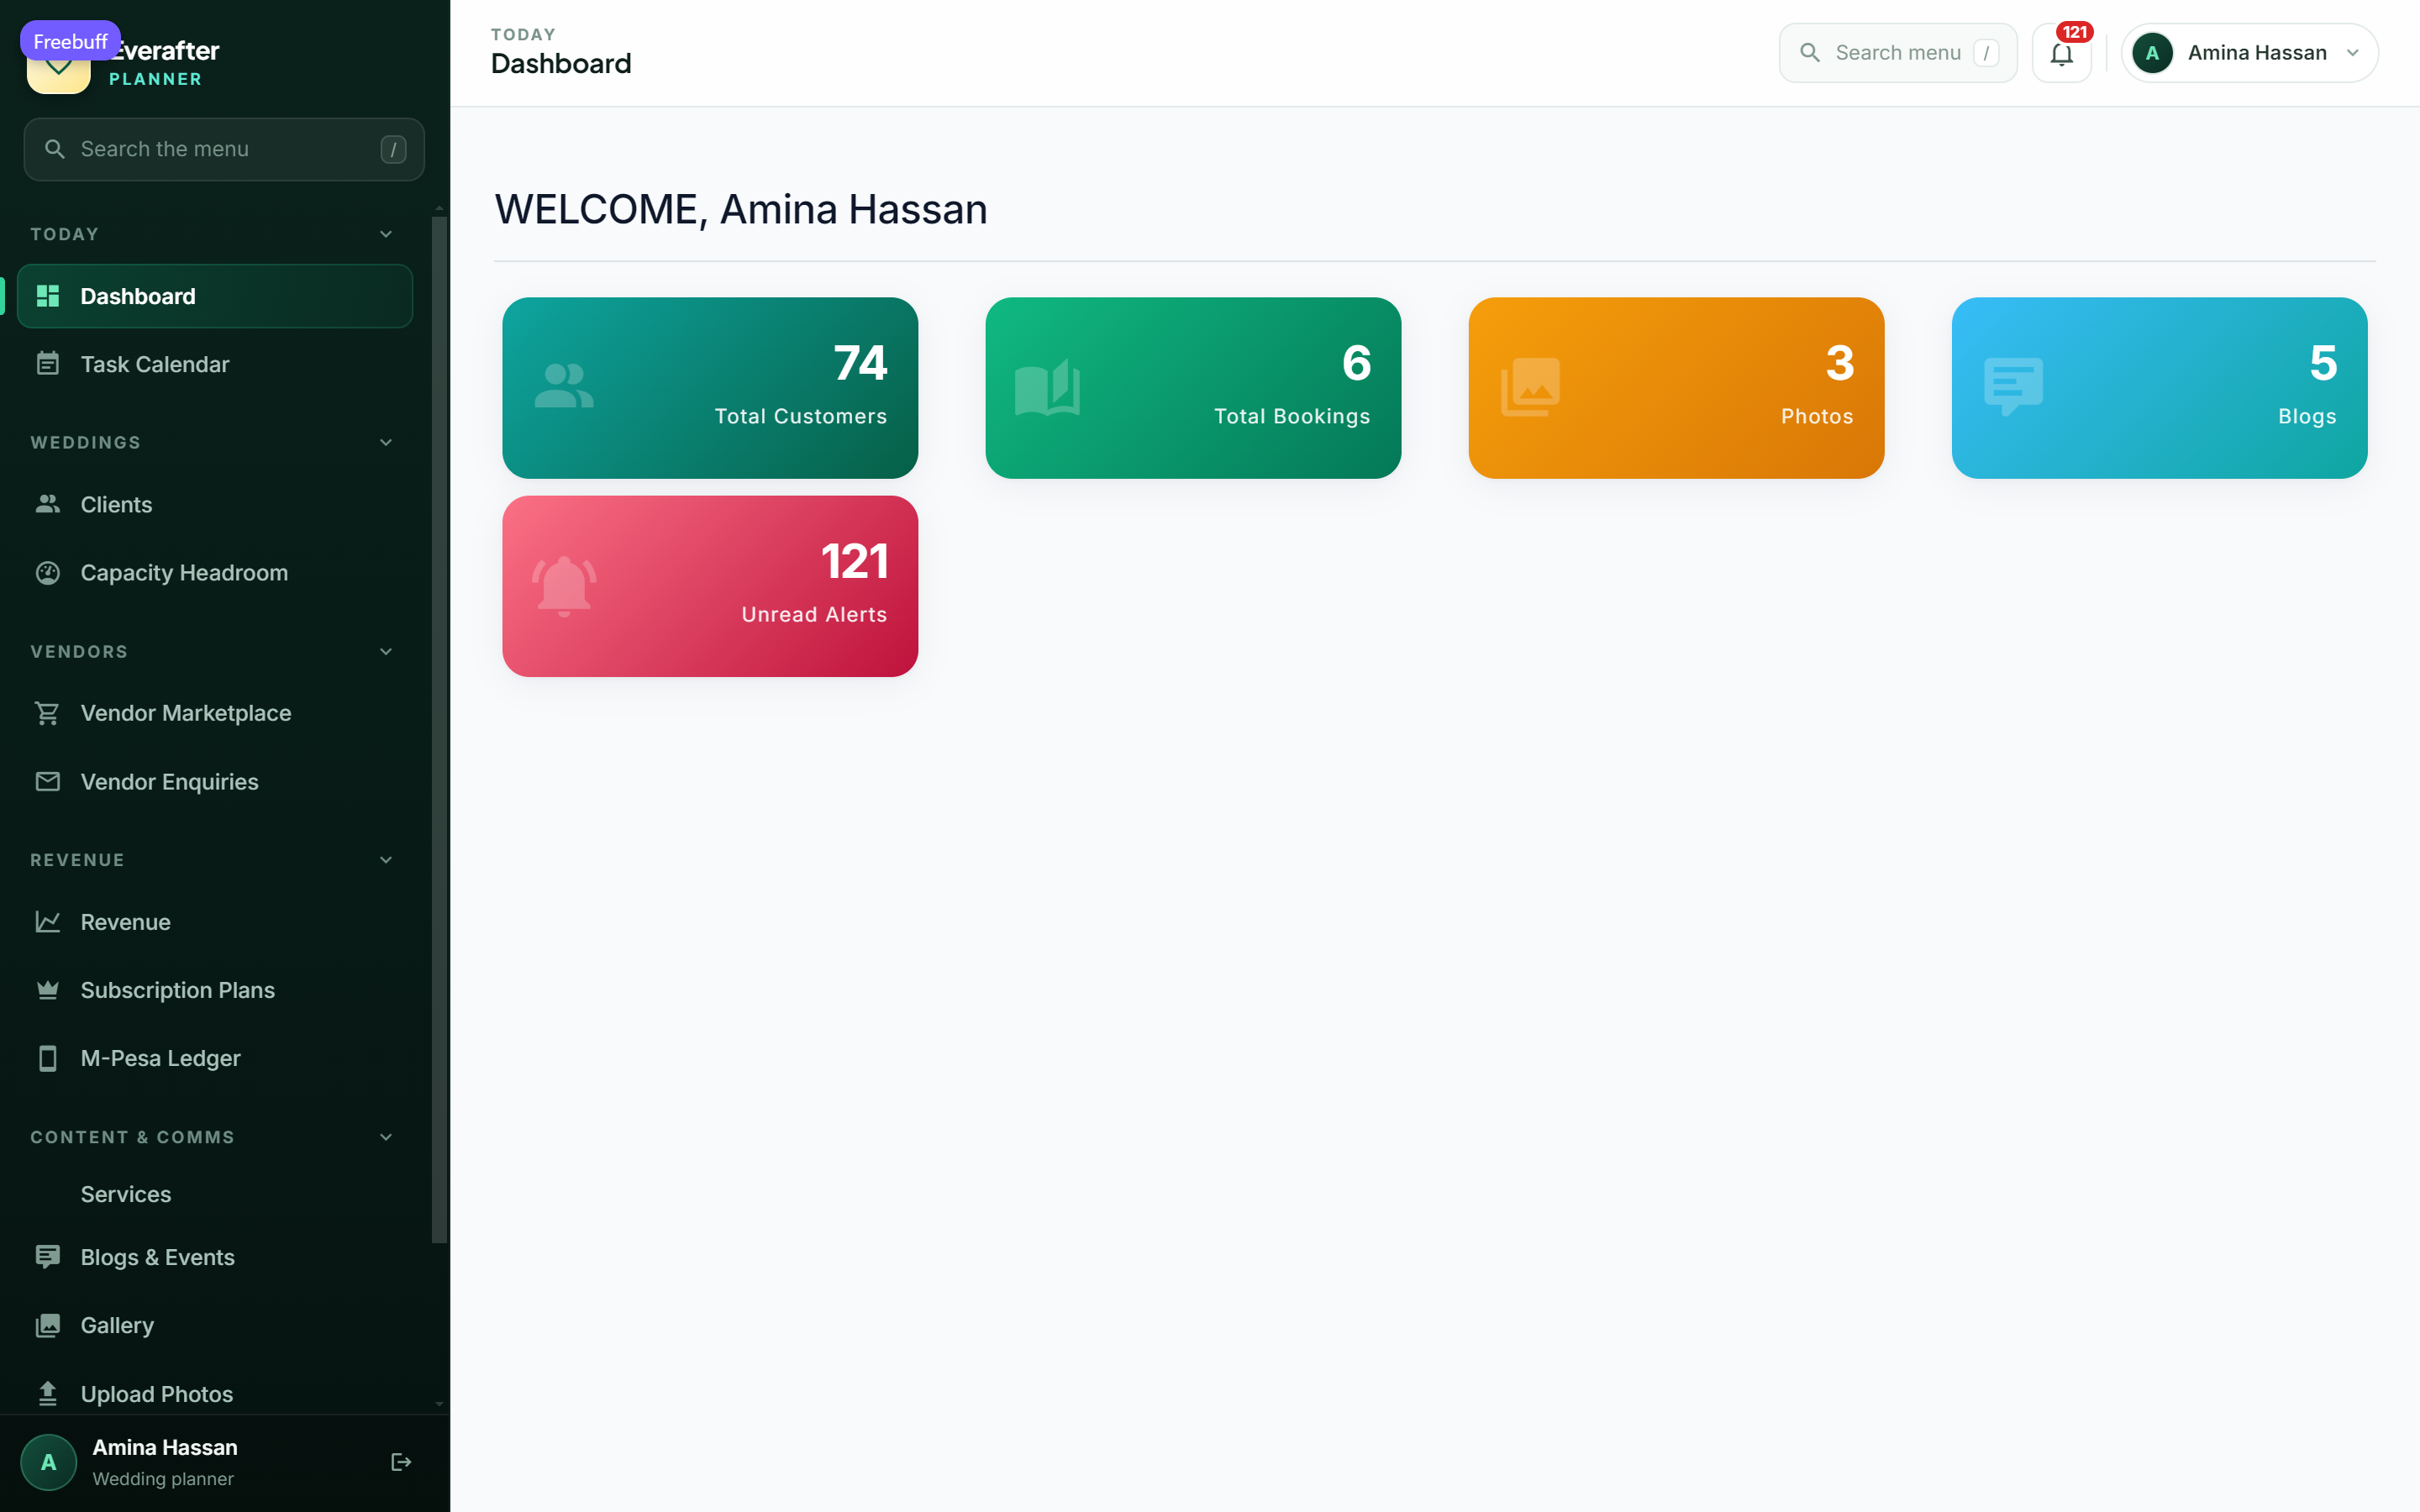 Freebuff
Everafter
PLANNER
Search the menu /
TODAY
Dashboard
Task Calendar
WEDDINGS
Clients
Capacity Headroom
VENDORS
Vendor Marketplace
Vendor Enquiries
REVENUE
Revenue
Subscription Plans
M-Pesa Ledger
CONTENT & COMMS
Services
Blogs & Events
Gallery
Upload Photos
A
Amina Hassan
Wedding planner
TODAY
Dashboard
Search menu /
121
A
Amina Hassan
WELCOME, Amina Hassan
74
Total Customers
6
Total Bookings
3
Photos
5
Blogs
121
Unread Alerts